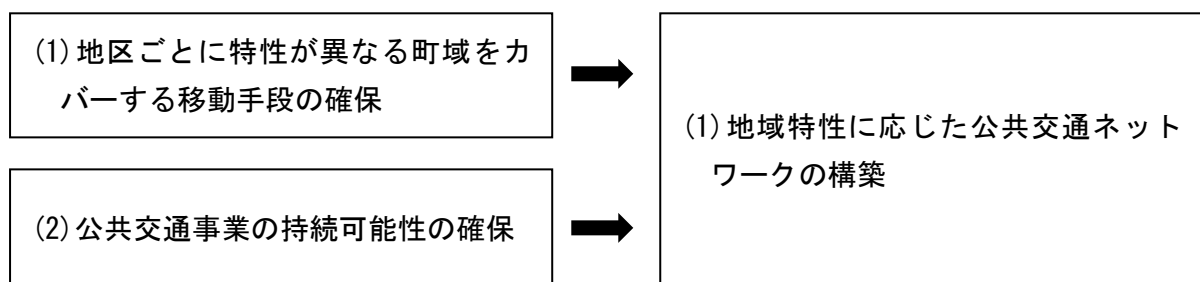 (1)地区ごとに特性が異なる町域をカ
バーする移動手段の確保
(2)公共交通事業の持続可能性の確保
(1)地域特性に応じた公共交通ネット
ワークの構築